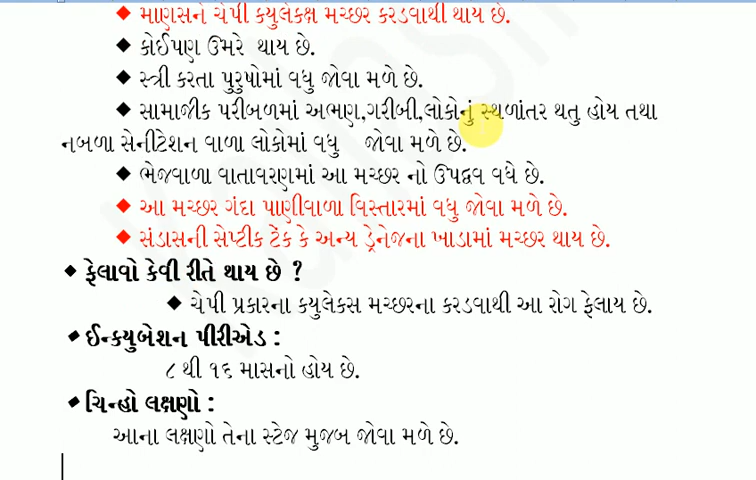 ◆ માણસને ચેપી ક્યુલેક્ષ મચ્છર કરડવાથી થાય છે.
◆ કોઈપણ ઉમરે થાય છે.
◆ સ્ત્રી કરતા પુરુષોમાં વધુ જોવા મળે છે.
◆ સામાજીક પરીબળમાં અભણ,ગરીબી,લોકોનું સ્થળાંતર થતુ હોય તથા
નબળા સેનીટેશન વાળા લોકોમાં વધુ જોવા મળે છે.
◆ ભેજવાળા વાતાવરણમાં આ મચ્છર નો ઉપદ્રવ વધે છે.
◆ આ મચ્છર ગંદા પાણીવાળા વિસ્તારમાં વધુ જોવા મળે છે.
◆ સંડાસની સેપ્ટીક ટેંક કે અન્ય ડ્રેનેજના ખાડામાં મચ્છર થાય છે.
◆ ફેલાવો કેવી રીતે થાય છે ?
◆ ચેપી પ્રકારના ક્યુલેકસ મચ્છરના કરડવાથી આ રોગ ફેલાય છે.
◆ ઈન્ક્યુબેશન પીરીએડ :
૮ થી ૧૬ માસનો હોય છે.
◆ ચિન્હો લક્ષણો :
આના લક્ષણો તેના સ્ટેજ મુજબ જોવા મળે છે.